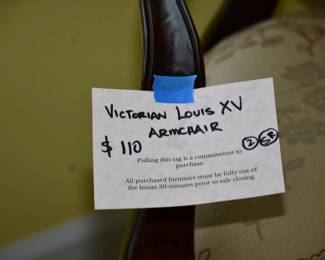 VICTORIAN LOUIS XV
ARMCHAIR
$ 110
Pulling this tag is a commitment to
purchase.
All purchased furniture must be fully out of
the house 30 minutes prior to sale closing.
2